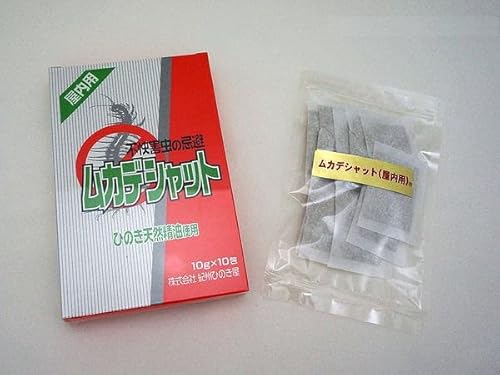 屋内用
不快害虫の忌避
ムカデシャット
ひのき天然精油使用
10g×10包
株式会社 紀州ひのき屋
ムカデシャット(屋内用)